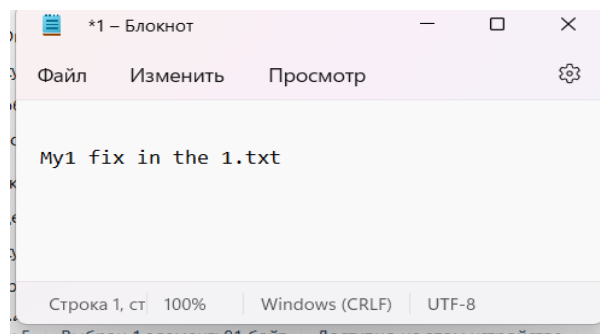 *1 – Блокнот
Файл Изменить Просмотр
My1 fix in the 1.txt
Строка 1, ст 100% Windows (CRLF) UTF-8